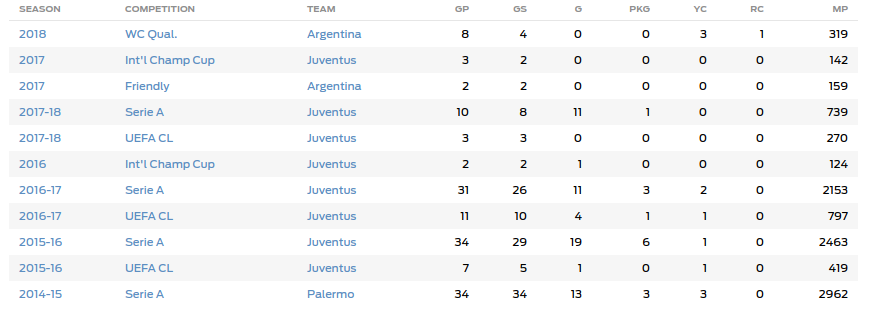 SEASON COMPETITION TEAM GP GS G PKG YC RC MP
2018 WC Qual. Argentina 8 4 0 0 3 1 319
2017 Int'l Champ Cup Juventus 3 2 0 0 0 0 142
2017 Friendly Argentina 2 2 0 0 0 0 159
2017-18 Serie A Juventus 10 8 11 1 0 0 739
2017-18 UEFA CL Juventus 3 3 0 0 0 0 270
2016 Int'l Champ Cup Juventus 2 2 1 0 0 0 124
2016-17 Serie A Juventus 31 26 11 3 2 0 2153
2016-17 UEFA CL Juventus 11 10 4 1 1 0 797
2015-16 Serie A Juventus 34 29 19 6 1 0 2463
2015-16 UEFA CL Juventus 7 5 1 0 1 0 419
2014-15 Serie A Palermo 34 34 13 3 3 0 2962